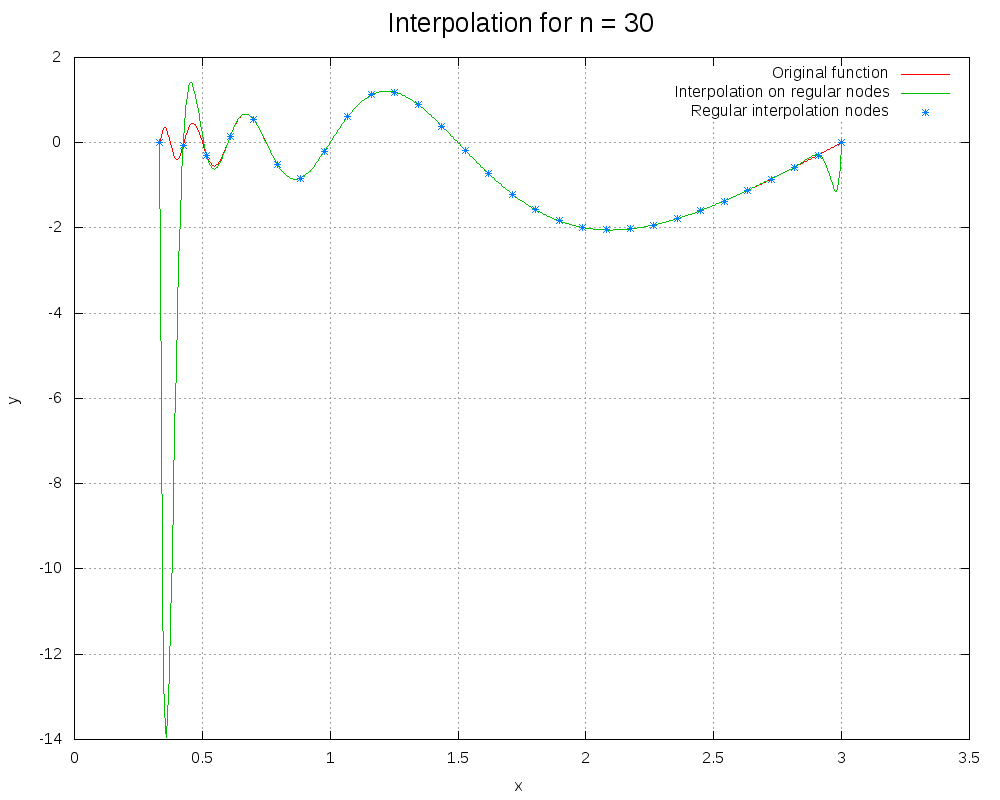 Interpolation for n = 30
Original function
Interpolation on regular nodes
Regular interpolation nodes
2
0
-2
-4
-6
-8
-10
-12
-14
y
0 0.5 1 1.5 2 2.5 3 3.5
x